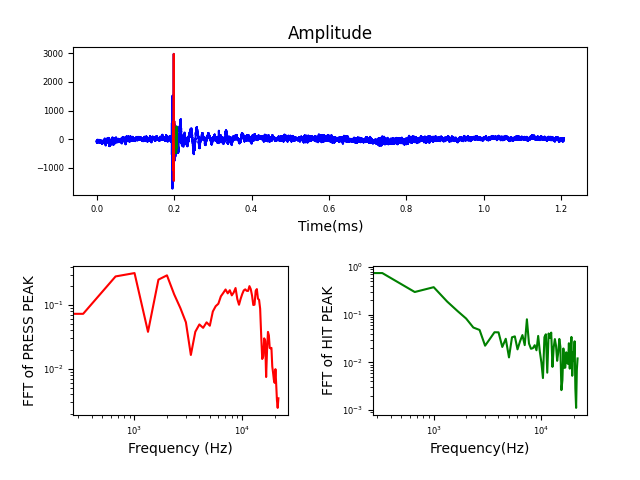 Amplitude
3000
2000
1000
0
−1000
0.0 0.2 0.4 0.6 0.8 1.0 1.2
Time(ms)
FFT of PRESS PEAK
10⁻¹
10⁻²
10³ 10⁴
Frequency (Hz)
FFT of HIT PEAK
10⁰
10⁻¹
10⁻²
10⁻³
10³ 10⁴
Frequency(Hz)